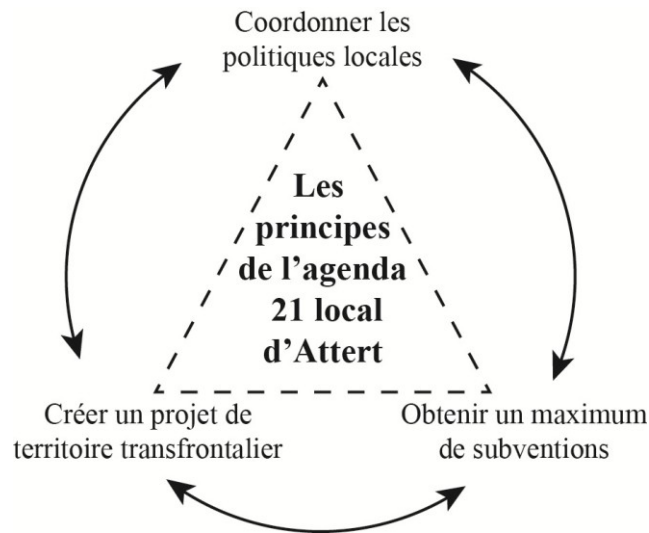 Coordonner les
politiques locales
Les
principes
de l’agenda
21 local
d’Attert
Créer un projet de
territoire transfrontalier
Obtenir un maximum
de subventions